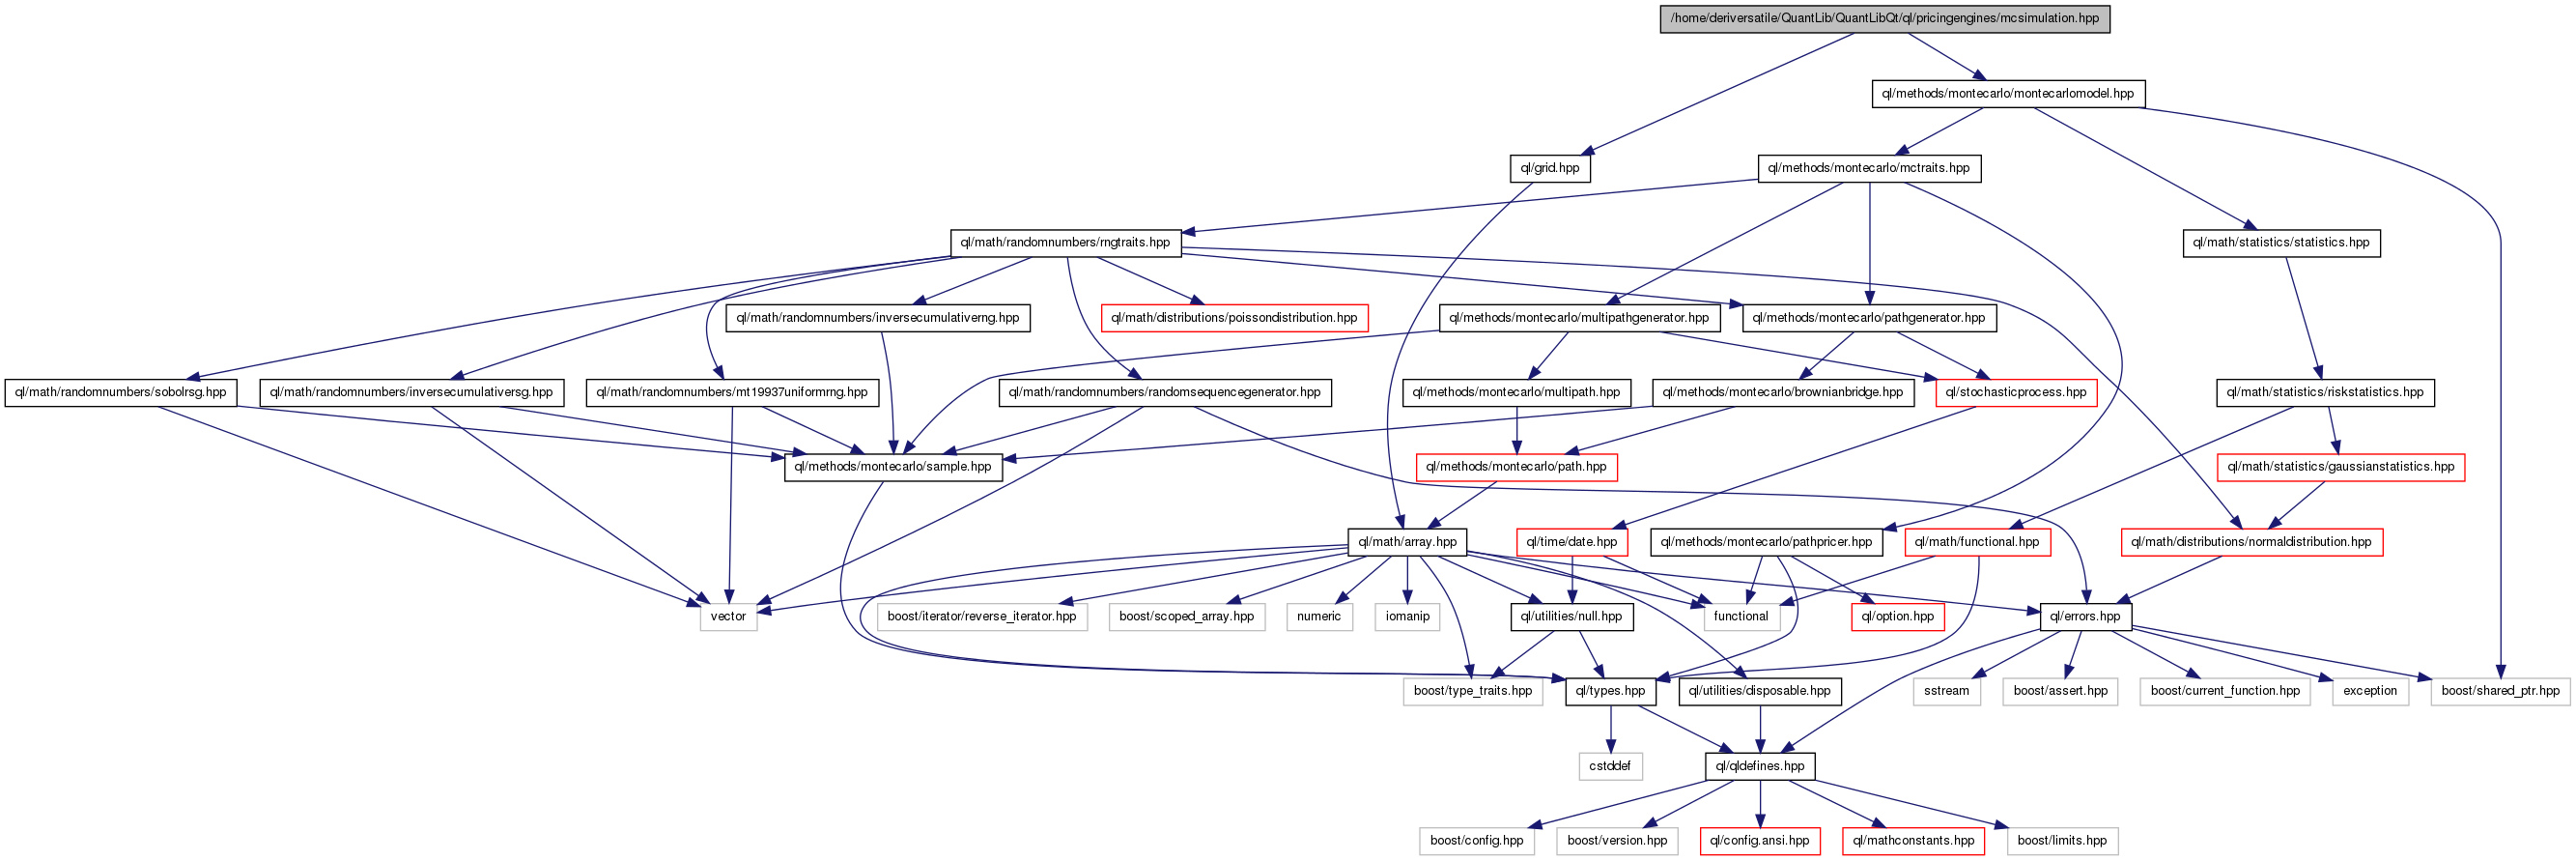 /home/deriversatile/QuantLib/QuantLibQt/ql/pricingengines/mcsimulation.hpp
ql/methods/montecarlo/montecarlomodel.hpp
ql/grid.hpp
ql/methods/montecarlo/mctraits.hpp
ql/math/randomnumbers/rngtraits.hpp
ql/math/statistics/statistics.hpp
ql/math/randomnumbers/inversecumulativerng.hpp
ql/math/distributions/poissondistribution.hpp
ql/methods/montecarlo/multipathgenerator.hpp
ql/methods/montecarlo/pathgenerator.hpp
ql/math/randomnumbers/sobolrsg.hpp
ql/math/randomnumbers/inversecumulativersg.hpp
ql/math/randomnumbers/mt19937uniformrng.hpp
ql/math/randomnumbers/randomsequencegenerator.hpp
ql/methods/montecarlo/multipath.hpp
ql/methods/montecarlo/brownianbridge.hpp
ql/stochasticprocess.hpp
ql/math/statistics/riskstatistics.hpp
ql/methods/montecarlo/sample.hpp
ql/methods/montecarlo/path.hpp
ql/math/statistics/gaussianstatistics.hpp
ql/math/array.hpp
ql/time/date.hpp
ql/methods/montecarlo/pathpricer.hpp
ql/math/functional.hpp
ql/math/distributions/normaldistribution.hpp
vector
boost/iterator/reverse_iterator.hpp
boost/scoped_array.hpp
numeric
iomanip
ql/utilities/null.hpp
functional
ql/option.hpp
ql/errors.hpp
boost/type_traits.hpp
ql/types.hpp
ql/utilities/disposable.hpp
sstream
boost/assert.hpp
boost/current_function.hpp
exception
boost/shared_ptr.hpp
cstddef
ql/qldefines.hpp
boost/config.hpp
boost/version.hpp
ql/config.ansi.hpp
ql/mathconstants.hpp
boost/limits.hpp